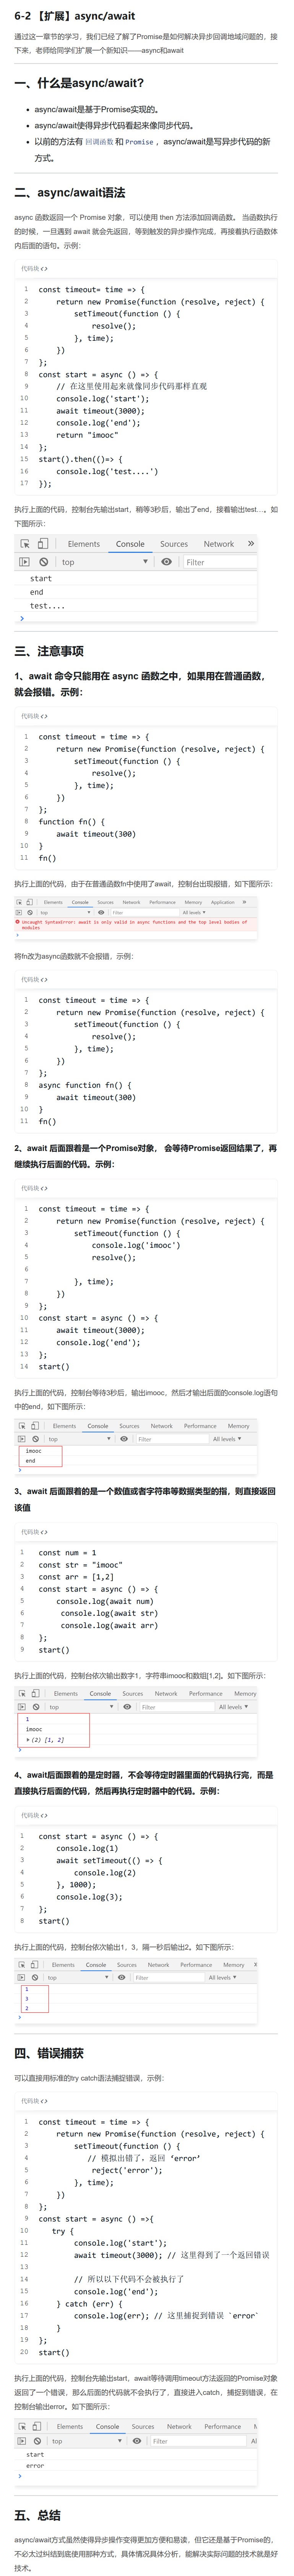 6-2 【扩展】async/await
通过这一章节的学习，我们已经了解了Promise是如何解决异步回调地域问题的，接
下来，老师给同学们扩展一个新知识——async和await
一、什么是async/await?
async/await是基于Promise实现的。
async/await使得异步代码看起来像同步代码。
以前的方法有 回调函数 和 Promise ，async/await是写异步代码的新
方式。
二、async/await语法
async 函数返回一个 Promise 对象，可以使用 then 方法添加回调函数。 当函数执行
的时候，一旦遇到 await 就会先返回，等到触发的异步操作完成，再接着执行函数体
内后面的语句。示例：
代码块
1 const timeout= time => {
2 return new Promise(function (resolve, reject) {
3 setTimeout(function () {
4 resolve();
5 }, time);
6 })
7 };
8 const start = async () => {
9 // 在这里使用起来就像同步代码那样直观
10 console.log('start');
11 await timeout(3000);
12 console.log('end');
13 return "imooc"
14 };
15 start().then(()=> {
16 console.log('test....')
17 });
执行上面的代码，控制台先输出start，稍等3秒后，输出了end，接着输出test...。如
下图所示：
Elements Console Sources Network »
top Filter
start
end
test....
三、注意事项
1、await 命令只能用在 async 函数之中，如果用在普通函数，
就会报错。示例：
代码块
1 const timeout = time => {
2 return new Promise(function (resolve, reject) {
3 setTimeout(function () {
4 resolve();
5 }, time);
6 })
7 };
8 function fn() {
9 await timeout(300)
10 }
11 fn()
执行上面的代码，由于在普通函数fn中使用了await，控制台出现报错，如下图所示：
Elements Console Sources Network Performance Memory Application »
top Filter All levels
Uncaught SyntaxError: await is only valid in async functions and the top level bodies of
modules
将fn改为async函数就不会报错，示例：
代码块
1 const timeout = time => {
2 return new Promise(function (resolve, reject) {
3 setTimeout(function () {
4 resolve();
5 }, time);
6 })
7 };
8 async function fn() {
9 await timeout(300)
10 }
11 fn()
2、await 后面跟着是一个Promise对象， 会等待Promise返回结果了，再
继续执行后面的代码。示例：
代码块
1 const timeout = time => {
2 return new Promise(function (resolve, reject) {
3 setTimeout(function () {
4 console.log('imooc')
5 resolve();
6
7 }, time);
8 })
9 };
10 const start = async () => {
11 await timeout(3000);
12 console.log('end');
13 };
14 start()
执行上面的代码，控制台等待3秒后，输出imooc，然后才输出后面的console.log语句
中的end，如下图所示：
Elements Console Sources Network Performance Memory
top Filter All levels
imooc
end
3、await 后面跟着的是一个数值或者字符串等数据类型的指，则直接返回
该值
代码块
1 const num = 1
2 const str = "imooc"
3 const arr = [1,2]
4 const start = async () => {
5 console.log(await num)
6 console.log(await str)
7 console.log(await arr)
8 };
9 start()
执行上面的代码，控制台依次输出数字1，字符串imooc和数组[1,2]。如下图所示：
Elements Console Sources Network Performance Memory
top Filter All levels
1
imooc
(2) [1, 2]
4、await后面跟着的是定时器，不会等待定时器里面的代码执行完，而是
直接执行后面的代码，然后再执行定时器中的代码。示例：
代码块
1 const start = async () => {
2 console.log(1)
3 await setTimeout(() => {
4 console.log(2)
5 }, 1000);
6 console.log(3);
7 };
8 start()
执行上面的代码，控制台依次输出1，3，隔一秒后输出2。如下图所示：
Elements Console Sources Network Performance Memory »
top Filter All levels
1
3
2
四、错误捕获
可以直接用标准的try catch语法捕捉错误，示例：
代码块
1 const timeout = time => {
2 return new Promise(function (resolve, reject) {
3 setTimeout(function () {
4 // 模拟出错了，返回 ‘error’
5 reject('error');
6 }, time);
7 })
8 };
9 const start = async () =>{
10 try {
11 console.log('start');
12 await timeout(3000); // 这里得到了一个返回错误
13
14 // 所以以下代码不会被执行了
15 console.log('end');
16 } catch (err) {
17 console.log(err); // 这里捕捉到错误 `error`
18 }
19 };
20 start()
执行上面的代码，控制台先输出start，await等待调用timeout方法返回的Promise对象
返回了一个错误，那么后面的代码就不会执行了，直接进入catch，捕捉到错误，在
控制台输出error。如下图所示：
Elements Console Sources Network Performance
top Filter Al
start
error
五、总结
async/await方式虽然使得异步操作变得更加方便和易读，但它还是基于Promise的，
不必太过纠结到底使用那种方式，具体情况具体分析，能解决实际问题的技术就是好
技术。